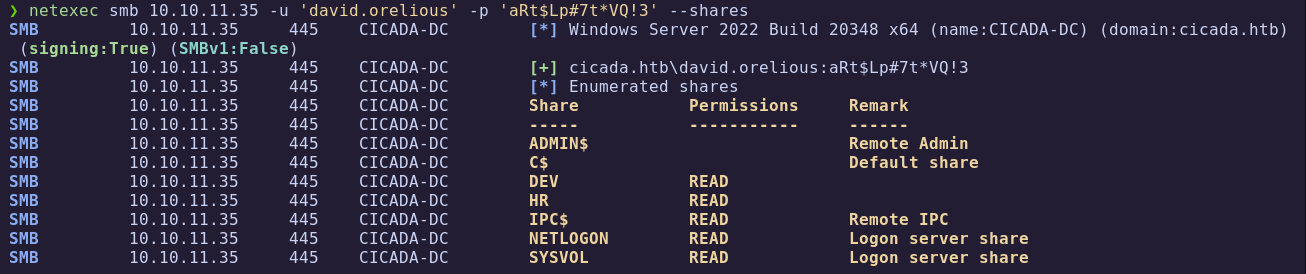 ❯ netexec smb 10.10.11.35 -u 'david.orelious' -p 'aRt$Lp#7t*VQ!3' --shares
SMB         10.10.11.35     445    CICADA-DC        [*] Windows Server 2022 Build 20348 x64 (name:CICADA-DC) (domain:cicada.htb)
 (signing:True) (SMBv1:False)
SMB         10.10.11.35     445    CICADA-DC        [+] cicada.htb\david.orelious:aRt$Lp#7t*VQ!3
SMB         10.10.11.35     445    CICADA-DC        [*] Enumerated shares
SMB         10.10.11.35     445    CICADA-DC        Share           Permissions     Remark
SMB         10.10.11.35     445    CICADA-DC        -----           -----------     ------
SMB         10.10.11.35     445    CICADA-DC        ADMIN$                          Remote Admin
SMB         10.10.11.35     445    CICADA-DC        C$                              Default share
SMB         10.10.11.35     445    CICADA-DC        DEV             READ
SMB         10.10.11.35     445    CICADA-DC        HR              READ
SMB         10.10.11.35     445    CICADA-DC        IPC$            READ            Remote IPC
SMB         10.10.11.35     445    CICADA-DC        NETLOGON        READ            Logon server share
SMB         10.10.11.35     445    CICADA-DC        SYSVOL          READ            Logon server share